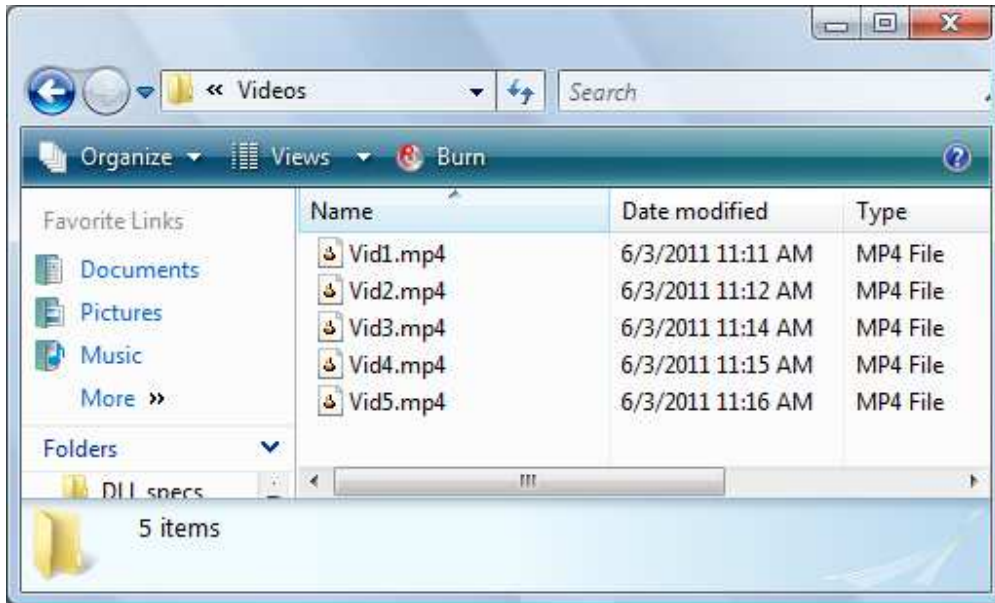 « Videos
Search
Organize Views Burn
Favorite Links
Documents
Pictures
Music
More »
Folders
DLL specs
Name Date modified Type
Vid1.mp4 6/3/2011 11:11 AM MP4 File
Vid2.mp4 6/3/2011 11:12 AM MP4 File
Vid3.mp4 6/3/2011 11:14 AM MP4 File
Vid4.mp4 6/3/2011 11:15 AM MP4 File
Vid5.mp4 6/3/2011 11:16 AM MP4 File
5 items